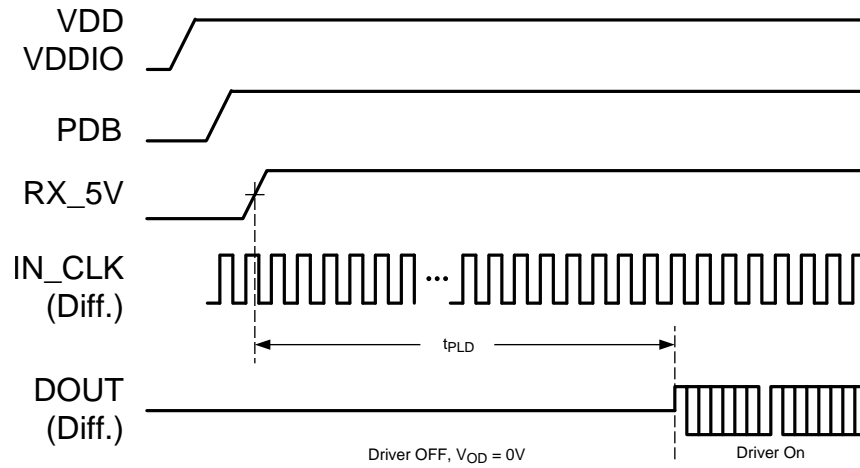 VDD
VDDIO
PDB
RX_5V
IN_CLK
(Diff.)
...
tPLD
DOUT
(Diff.)
Driver OFF, VOD = 0V
Driver On